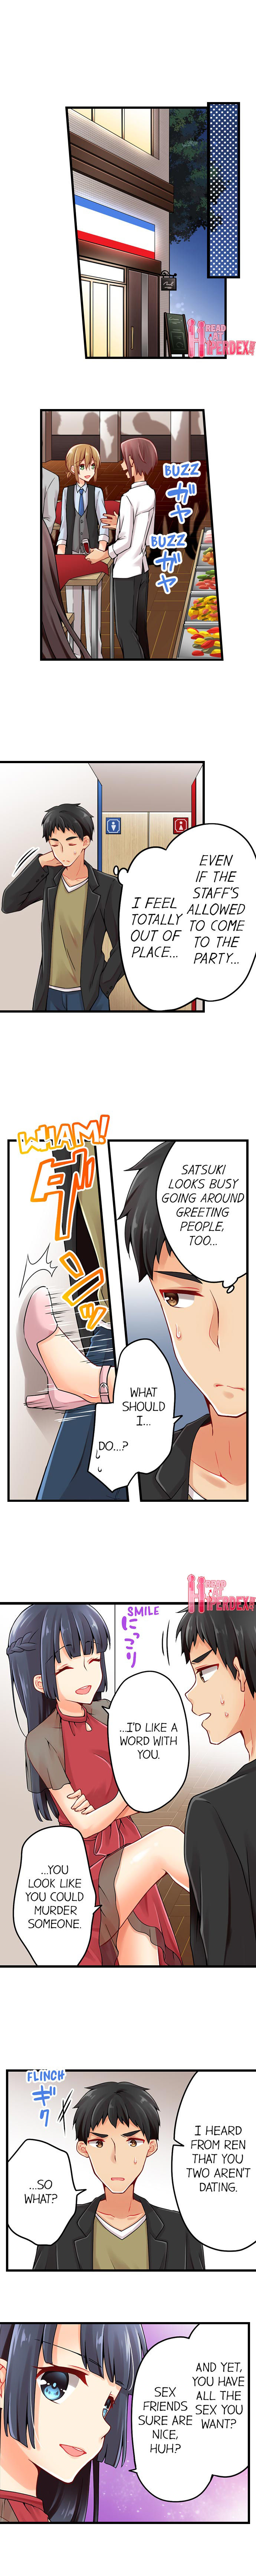 READ
AT
HIPERDEX!!
BUZZ
ガヤ
BUZZ
ガヤ
EVEN
IF THE
STAFF'S
ALLOWED
TO COME
TO THE
PARTY...
I FEEL
TOTALLY
OUT OF
PLACE...
SATSUKI
LOOKS BUSY
GOING AROUND
GREETING
PEOPLE,
TOO...
WHAM!
ダンッ
WHAT
SHOULD
I...
DO...?
READ
AT
HIPERDEX!!
SMILE
にっこり
...I'D LIKE A
WORD WITH
YOU.
...YOU
LOOK LIKE
YOU COULD
MURDER
SOMEONE.
I HEARD
FROM REN
THAT YOU
TWO AREN'T
DATING.
FLINCH
ギク
...SO
WHAT?
AND YET,
YOU HAVE
ALL THE
SEX YOU
WANT?
SEX
FRIENDS
SURE ARE
NICE,
HUH?